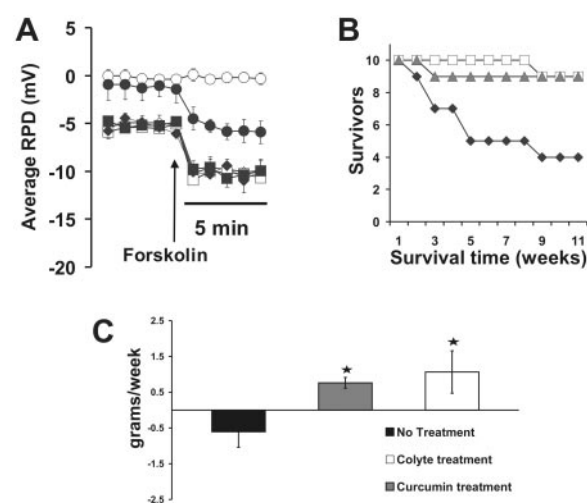 A
Average RPD (mV)
5
0
-5
-10
-15
-20
5 min
Forskolin
B
Survivors
10
8
6
4
2
0
1 3 5 7 9 11
Survival time (weeks)
C
grams/week
2.5
1.5
0.5
-0.5
-1.5
-2.5
No Treatment
Colyte treatment
Curcumin treatment